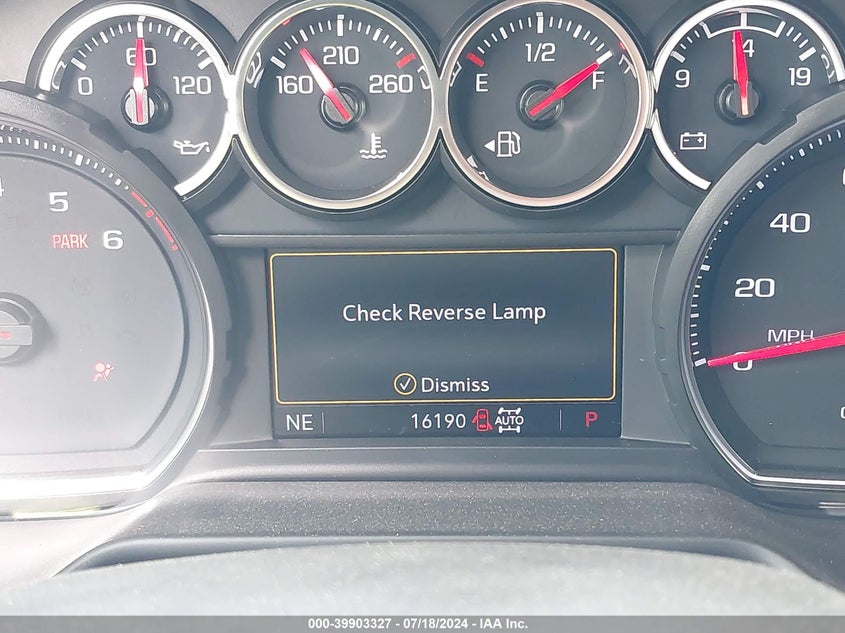 0 60 120
160 210 260
E 1/2 F
9 14 19
5
PARK 6
40
20
MPH
0
Check Reverse Lamp
Dismiss
NE 16190 AUTO P
000-39903327 - 07/18/2024 - IAA Inc.